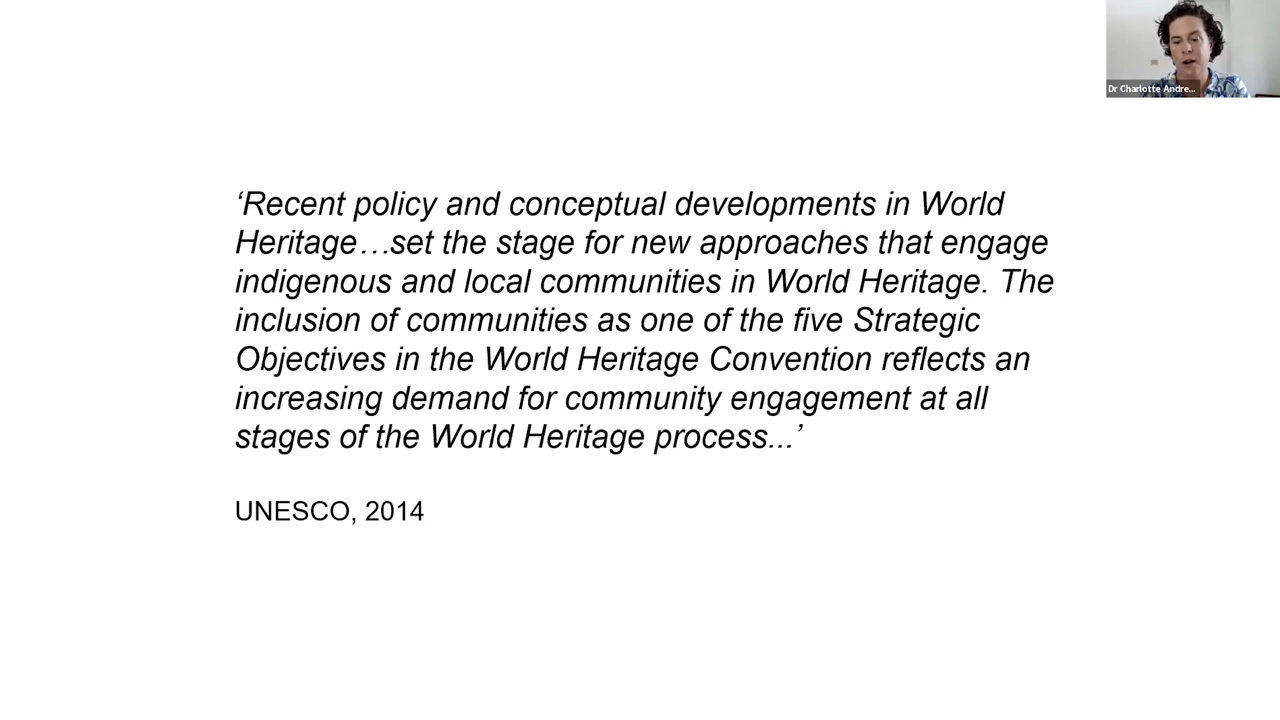 Dr Charlotte Andre...
‘Recent policy and conceptual developments in World
Heritage…set the stage for new approaches that engage
indigenous and local communities in World Heritage. The
inclusion of communities as one of the five Strategic
Objectives in the World Heritage Convention reflects an
increasing demand for community engagement at all
stages of the World Heritage process...’
UNESCO, 2014